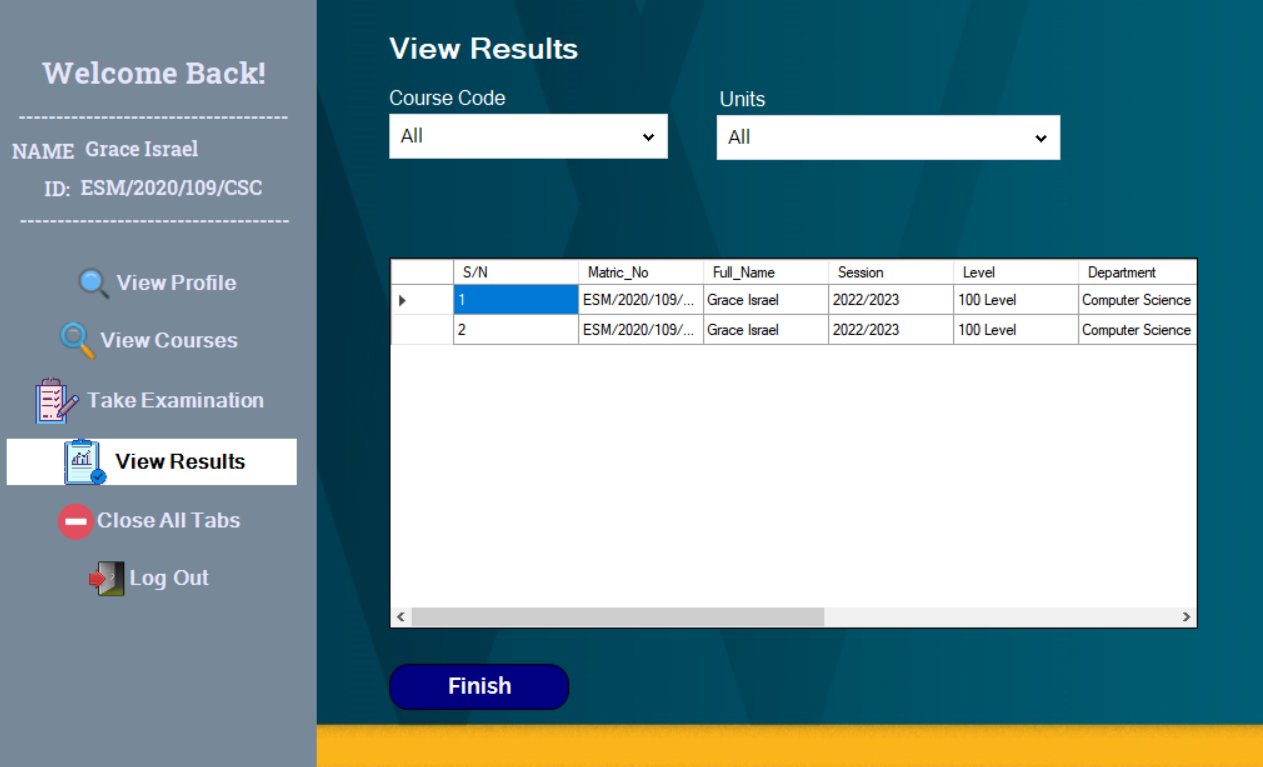 Welcome Back!
------------------------------------
NAME Grace Israel
ID: ESM/2020/109/CSC
------------------------------------
View Profile
View Courses
Take Examination
View Results
Close All Tabs
Log Out
View Results
Course Code
Units
All
All
S/N Matric_No Full_Name Session Level Department
1 ESM/2020/109/... Grace Israel 2022/2023 100 Level Computer Science
2 ESM/2020/109/... Grace Israel 2022/2023 100 Level Computer Science
Finish